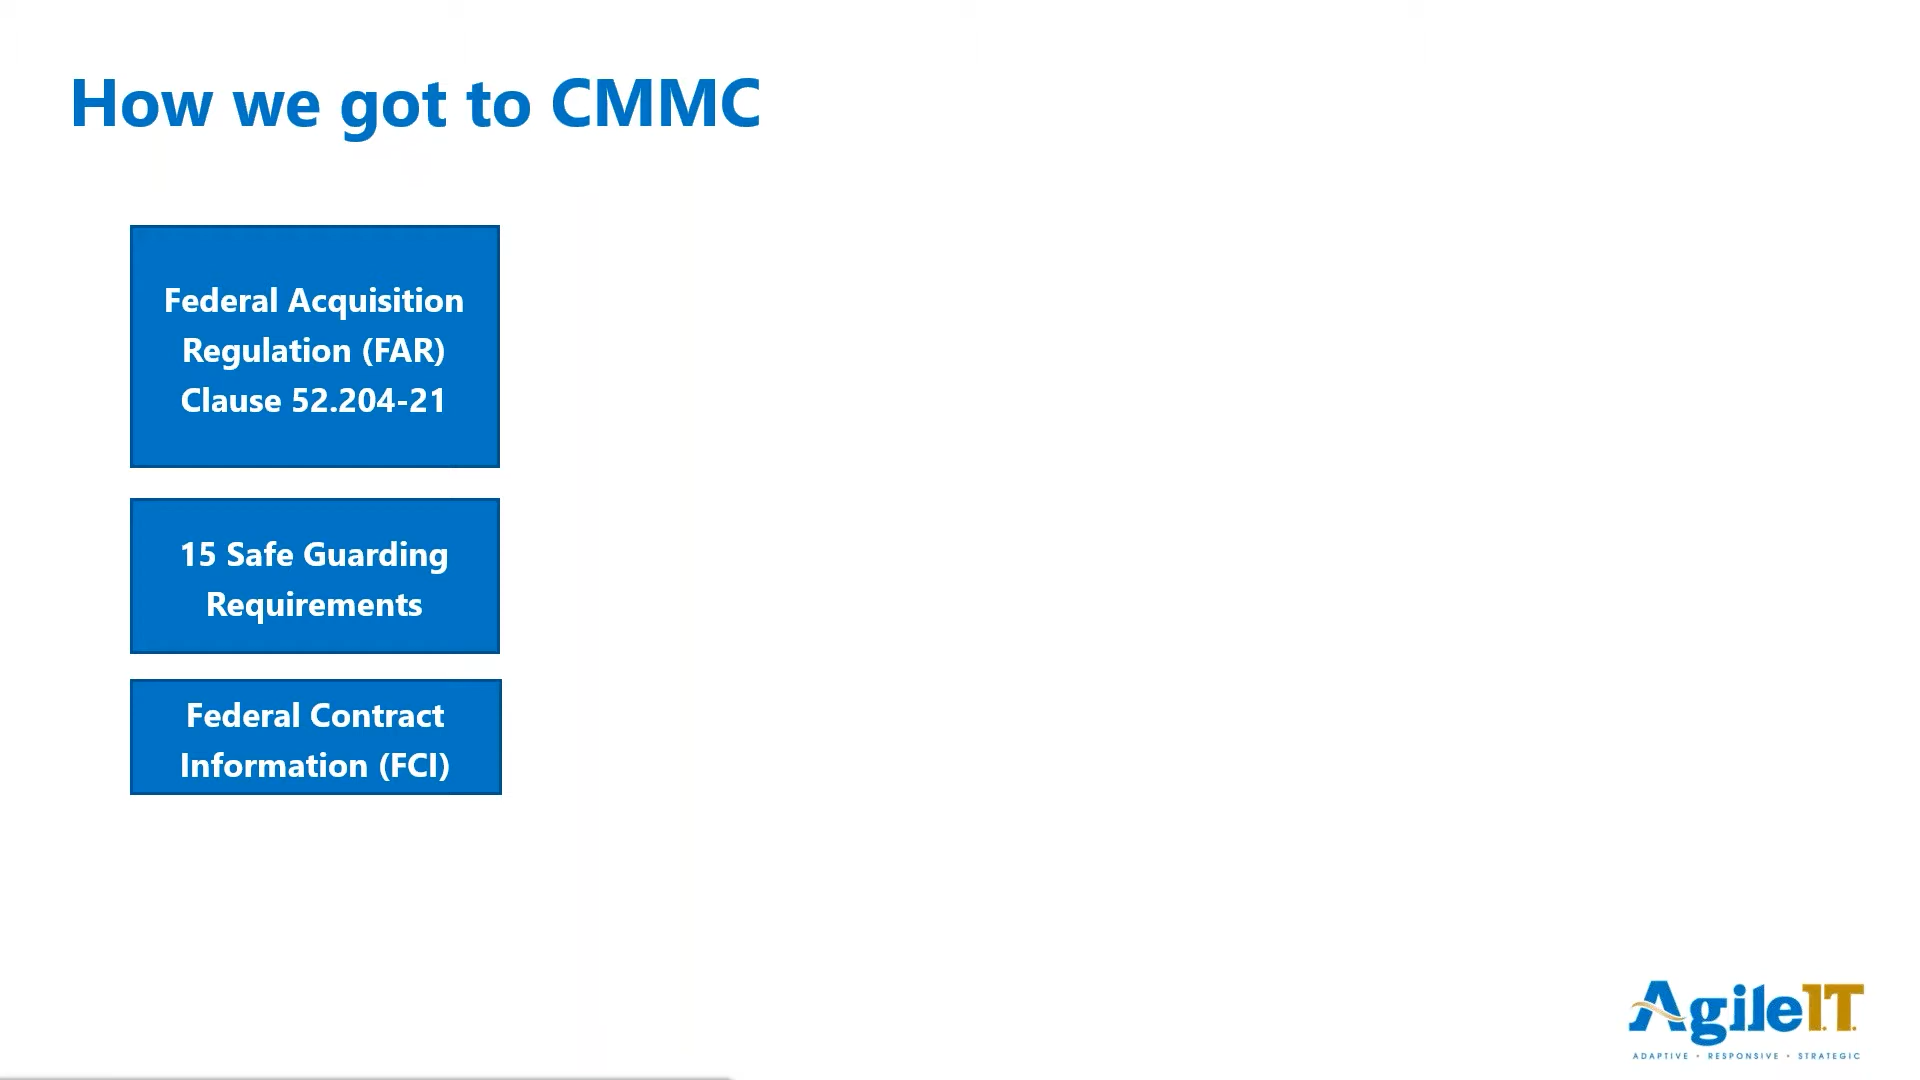 How we got to CMMC
Federal Acquisition
Regulation (FAR)
Clause 52.204-21
15 Safe Guarding
Requirements
Federal Contract
Information (FCI)
AgileIT
ADAPTIVE • RESPONSIVE • STRATEGIC